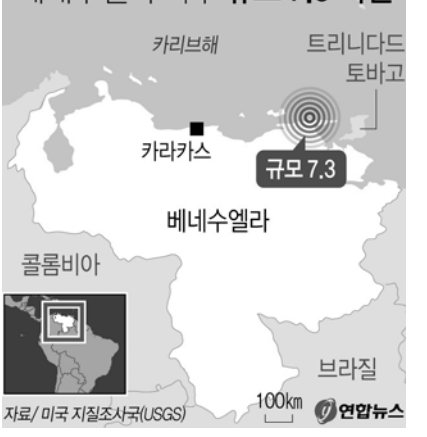 카리브해
트리니다드
토바고
카라카스
규모 7.3
베네수엘라
콜롬비아
브라질
100km
자료/ 미국 지질조사국(USGS)
연합뉴스